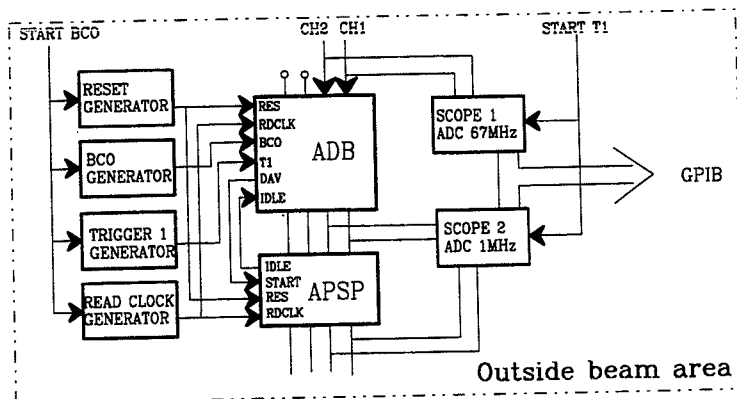 START BCO
CH2 CH1
START T1
RESET
GENERATOR
BCO
GENERATOR
TRIGGER 1
GENERATOR
READ CLOCK
GENERATOR
RES
RDCLK
BCO
T1
DAV
IDLE
ADB
IDLE
START
RES
RDCLK
APSP
SCOPE 1
ADC 67MHz
SCOPE 2
ADC 1MHz
GPIB
Outside beam area